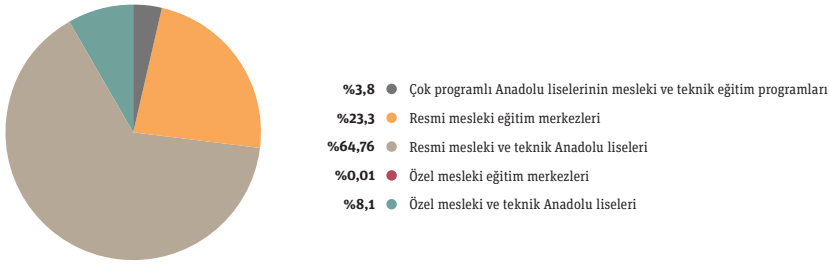 %3,8 Çok programlı Anadolu liselerinin mesleki ve teknik eğitim programları
%23,3 Resmi mesleki eğitim merkezleri
%64,76 Resmi mesleki ve teknik Anadolu liseleri
%0,01 Özel mesleki eğitim merkezleri
%8,1 Özel mesleki ve teknik Anadolu liseleri